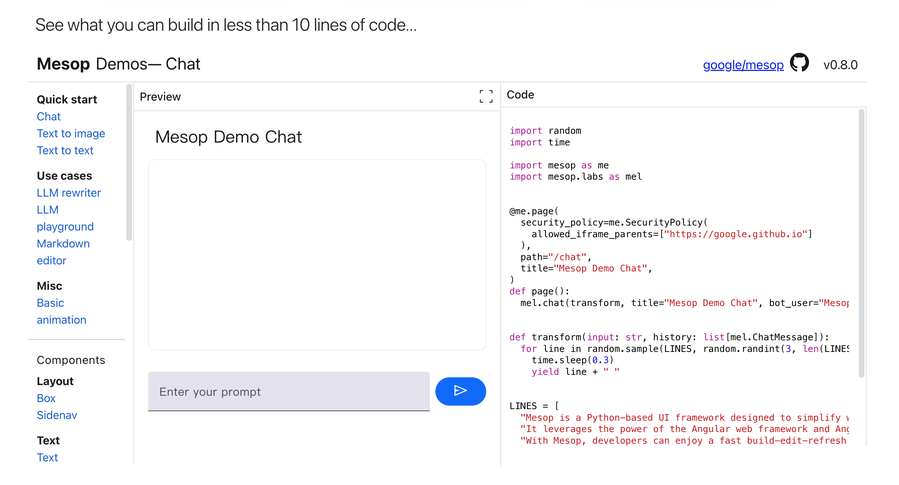 See what you can build in less than 10 lines of code...
Mesop Demos— Chat
google/mesop
v0.8.0
Quick start
Chat
Text to image
Text to text
Use cases
LLM rewriter
LLM
playground
Markdown
editor
Misc
Basic
animation
Components
Layout
Box
Sidenav
Text
Text
Preview
Mesop Demo Chat
Enter your prompt
Code
import random
import time
import mesop as me
import mesop.labs as mel
@me.page(
  security_policy=me.SecurityPolicy(
    allowed_iframe_parents=["https://google.github.io"]
  ),
  path="/chat",
  title="Mesop Demo Chat",
)
def page():
  mel.chat(transform, title="Mesop Demo Chat", bot_user="Mesop
def transform(input: str, history: list[mel.ChatMessage]):
  for line in random.sample(LINES, random.randint(3, len(LINES
    time.sleep(0.3)
    yield line + " "
LINES = [
  "Mesop is a Python-based UI framework designed to simplify
  "It leverages the power of the Angular web framework and
  "With Mesop, developers can enjoy a fast build-edit-refresh